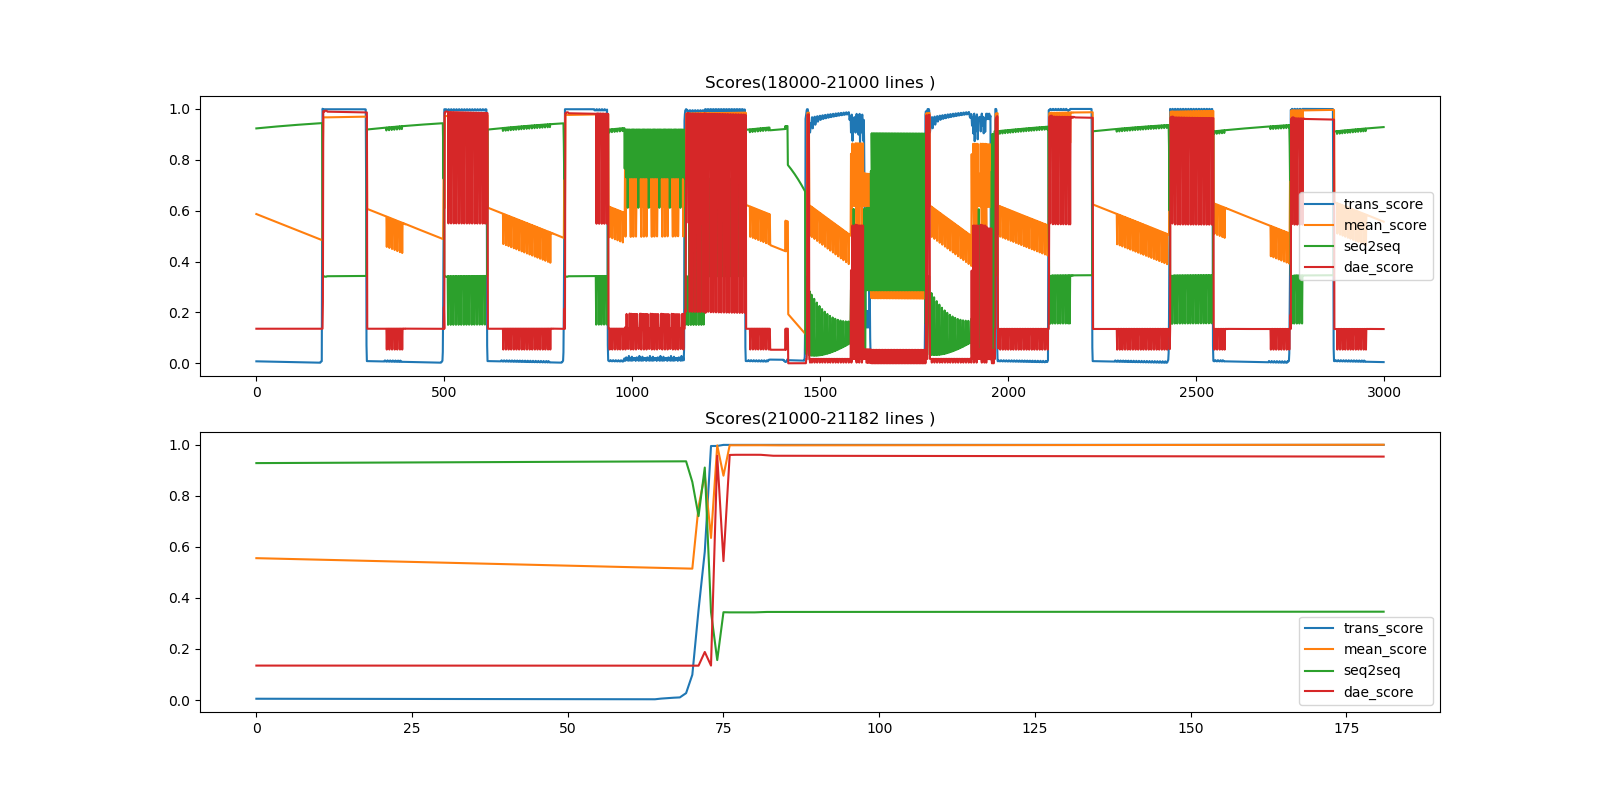 Scores(18000-21000 lines )
1.0
0.8
0.6
0.4
0.2
0.0
trans_score
mean_score
seq2seq
dae_score
0 500 1000 1500 2000 2500 3000
Scores(21000-21182 lines )
1.0
0.8
0.6
0.4
0.2
0.0
trans_score
mean_score
seq2seq
dae_score
0 25 50 75 100 125 150 175